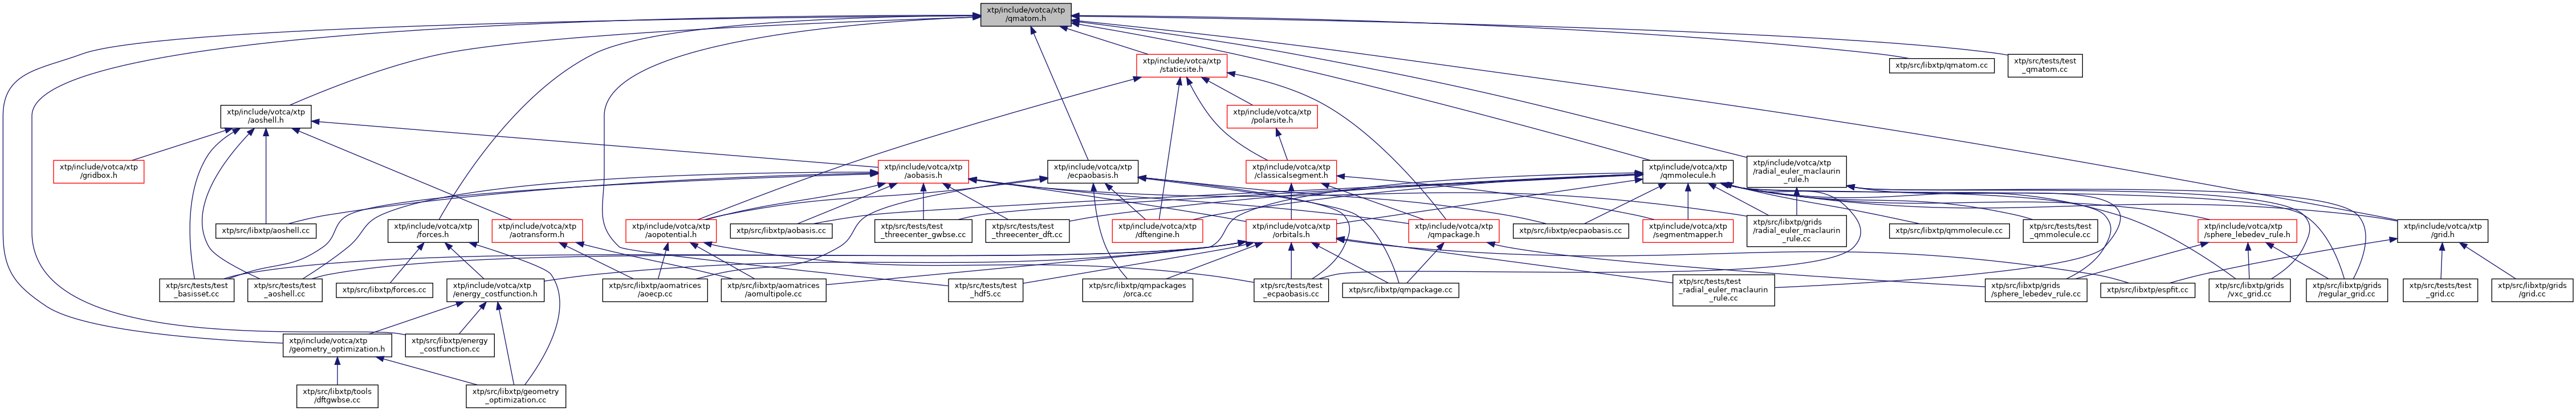 xtp/include/votca/xtp
/qmatom.h
xtp/include/votca/xtp
/staticsite.h
xtp/src/libxtp/qmatom.cc
xtp/src/tests/test
_qmatom.cc
xtp/include/votca/xtp
/aoshell.h
xtp/include/votca/xtp
/polarsite.h
xtp/include/votca/xtp
/gridbox.h
xtp/include/votca/xtp
/aobasis.h
xtp/include/votca/xtp
/ecpaobasis.h
xtp/include/votca/xtp
/classicalsegment.h
xtp/include/votca/xtp
/qmmolecule.h
xtp/include/votca/xtp
/radial_euler_maclaurin
_rule.h
xtp/src/libxtp/aoshell.cc
xtp/include/votca/xtp
/forces.h
xtp/include/votca/xtp
/aotransform.h
xtp/include/votca/xtp
/aopotential.h
xtp/src/libxtp/aobasis.cc
xtp/src/tests/test
_threecenter_gwbse.cc
xtp/src/tests/test
_threecenter_dft.cc
xtp/include/votca/xtp
/dftengine.h
xtp/include/votca/xtp
/orbitals.h
xtp/include/votca/xtp
/qmpackage.h
xtp/src/libxtp/ecpaobasis.cc
xtp/include/votca/xtp
/segmentmapper.h
xtp/src/libxtp/grids
/radial_euler_maclaurin
_rule.cc
xtp/src/libxtp/qmmolecule.cc
xtp/src/tests/test
_qmmolecule.cc
xtp/include/votca/xtp
/sphere_lebedev_rule.h
xtp/include/votca/xtp
/grid.h
xtp/src/tests/test
_basisset.cc
xtp/src/tests/test
_aoshell.cc
xtp/src/libxtp/forces.cc
xtp/include/votca/xtp
/energy_costfunction.h
xtp/src/libxtp/aomatrices
/aoecp.cc
xtp/src/libxtp/aomatrices
/aomultipole.cc
xtp/src/tests/test
_hdf5.cc
xtp/src/libxtp/qmpackages
/orca.cc
xtp/src/tests/test
_ecpaobasis.cc
xtp/src/libxtp/qmpackage.cc
xtp/src/tests/test
_radial_euler_maclaurin
_rule.cc
xtp/src/libxtp/grids
/sphere_lebedev_rule.cc
xtp/src/libxtp/espfit.cc
xtp/src/libxtp/grids
/vxc_grid.cc
xtp/src/libxtp/grids
/regular_grid.cc
xtp/src/tests/test
_grid.cc
xtp/src/libxtp/grids
/grid.cc
xtp/include/votca/xtp
/geometry_optimization.h
xtp/src/libxtp/energy
_costfunction.cc
xtp/src/libxtp/tools
/dftgwbse.cc
xtp/src/libxtp/geometry
_optimization.cc